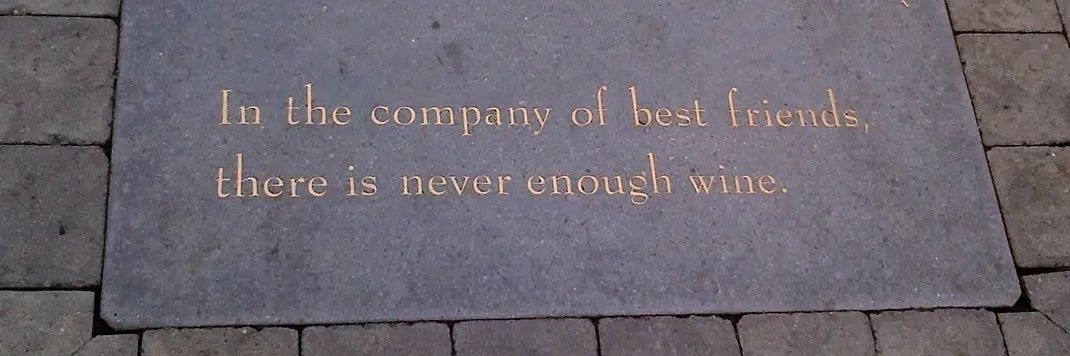 In the company of best friends,
there is never enough wine.